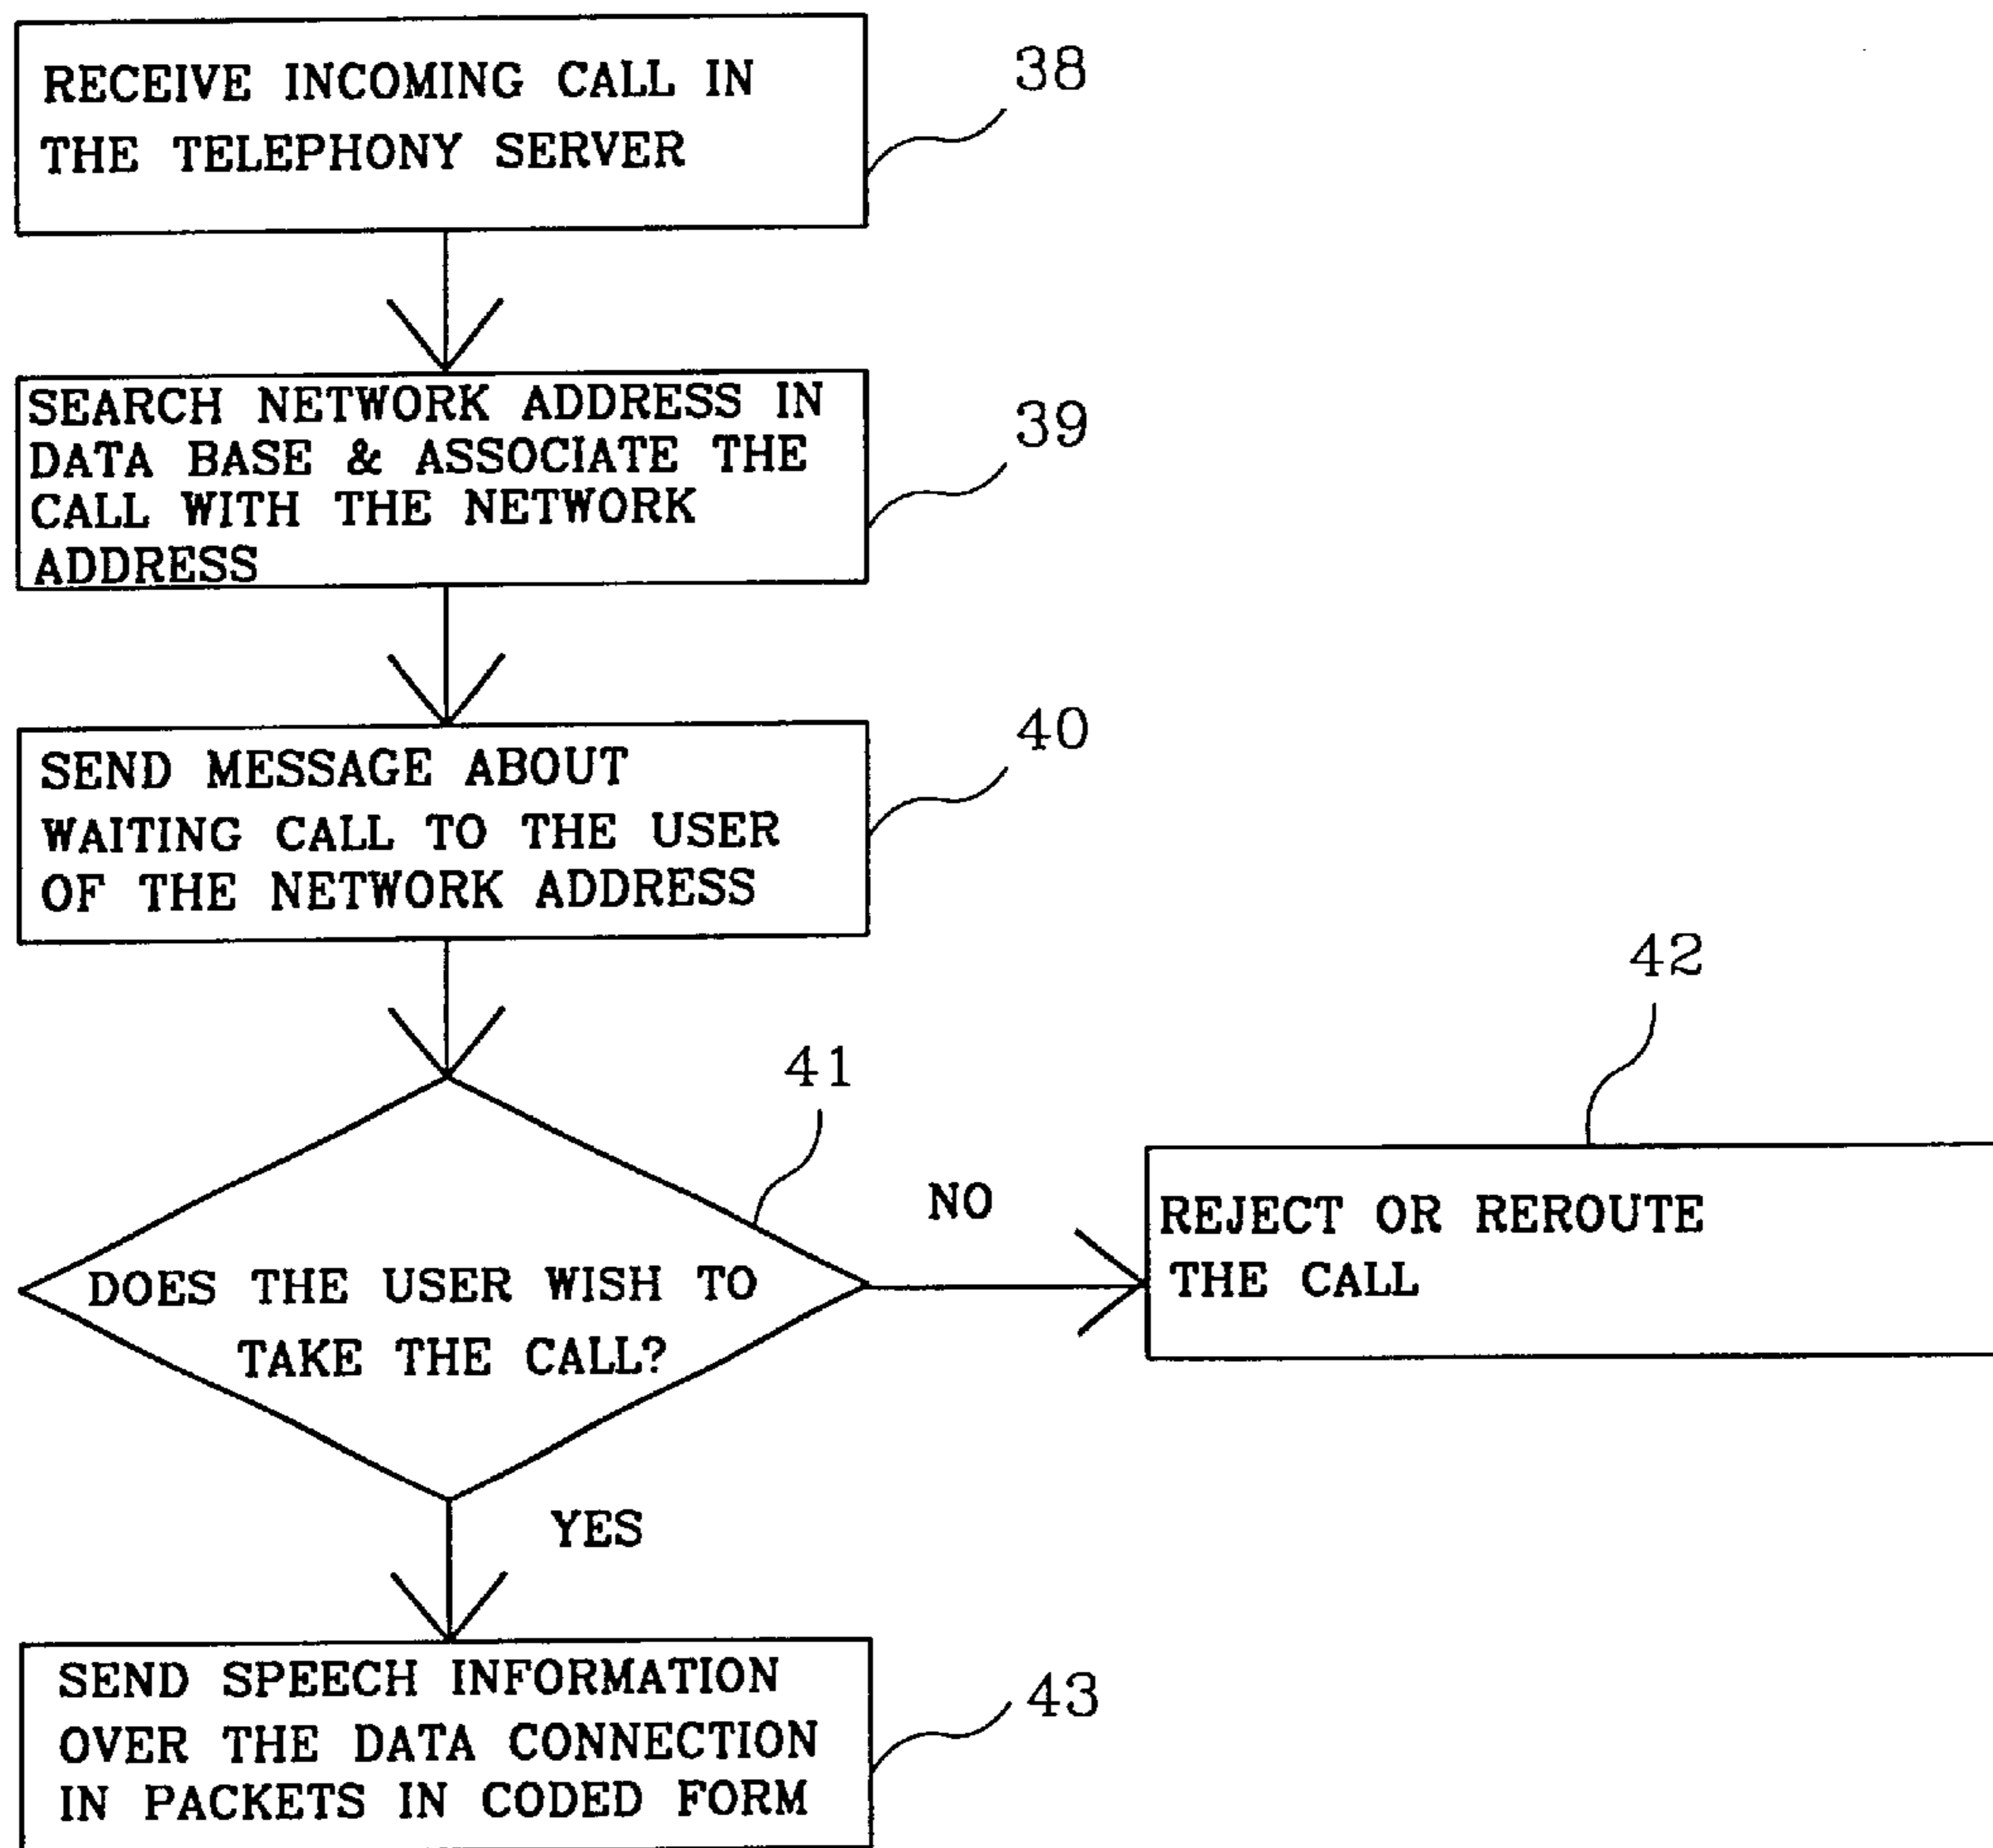 RECEIVE INCOMING CALL IN
THE TELEPHONY SERVER
38
SEARCH NETWORK ADDRESS IN
DATA BASE & ASSOCIATE THE
CALL WITH THE NETWORK
ADDRESS
39
SEND MESSAGE ABOUT
WAITING CALL TO THE USER
OF THE NETWORK ADDRESS
40
41
DOES THE USER WISH TO
TAKE THE CALL?
NO
42
REJECT OR REROUTE
THE CALL
YES
SEND SPEECH INFORMATION
OVER THE DATA CONNECTION
IN PACKETS IN CODED FORM
43